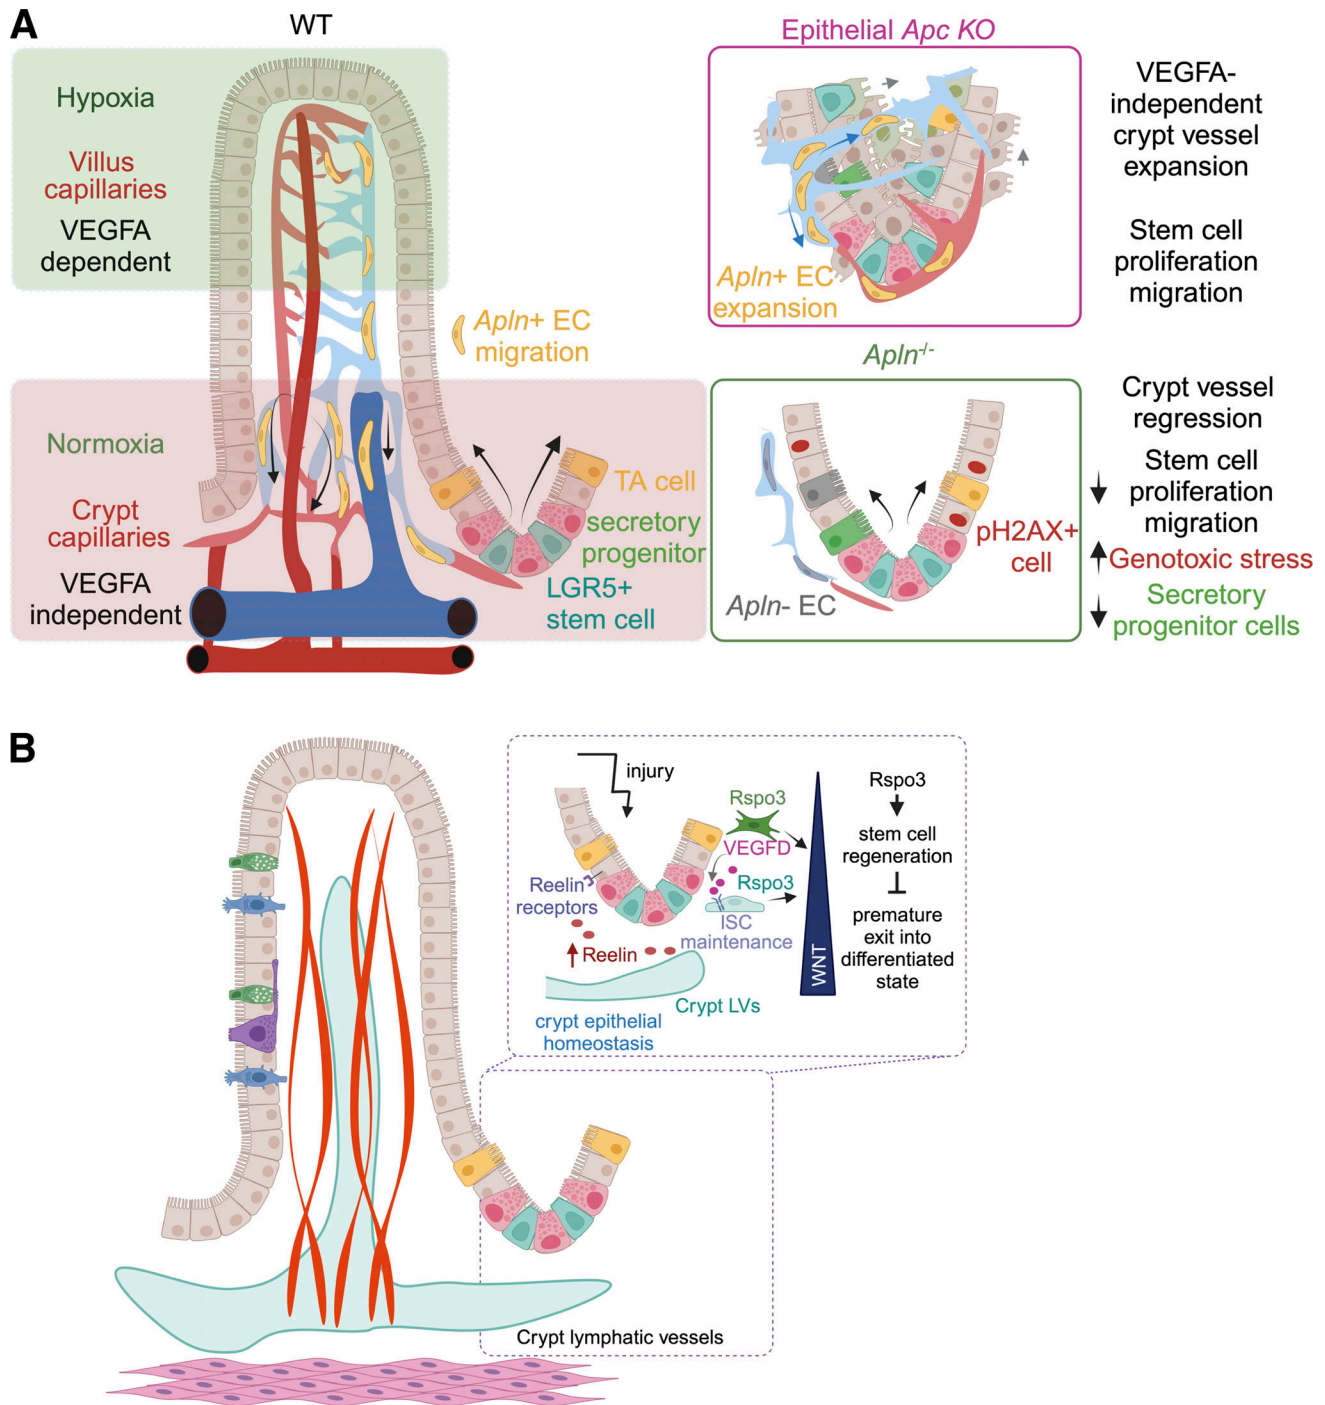 A
WT
Hypoxia
Villus
capillaries
VEGFA
dependent
Apln+ EC
migration
Normoxia
Crypt
capillaries
VEGFA
independent
TA cell
secretory
progenitor
LGR5+
stem cell
Epithelial Apc KO
Apln+ EC
expansion
VEGFA-
independent
crypt vessel
expansion
Stem cell
proliferation
migration
Apln-/-
pH2AX+
cell
Apln- EC
Crypt vessel
regression
Stem cell
proliferation
migration
Genotoxic stress
Secretory
progenitor cells
B
injury
Rspo3
VEGFD
Rspo3
Reelin
receptors
ISC
maintenance
Reelin
Crypt LVs
crypt epithelial
homeostasis
WNT
Rspo3
stem cell
regeneration
premature
exit into
differentiated
state
Crypt lymphatic vessels